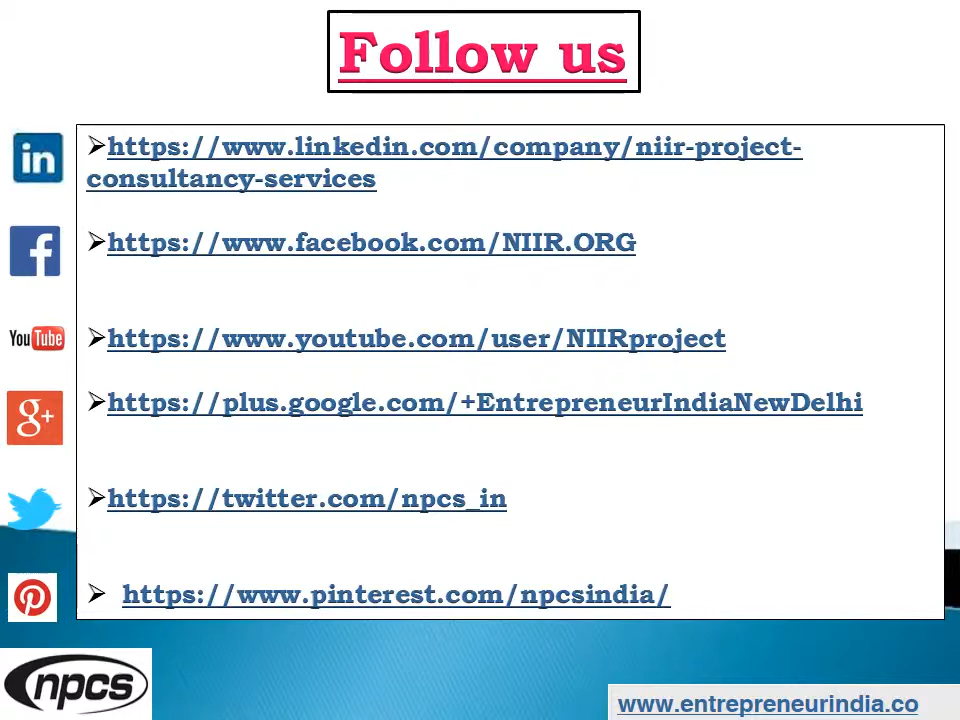 Follow us
in
➢https://www.linkedin.com/company/niir-project-
consultancy-services
f
➢https://www.facebook.com/NIIR.ORG
YouTube
➢https://www.youtube.com/user/NIIRproject
g+
➢https://plus.google.com/+EntrepreneurIndiaNewDelhi
➢https://twitter.com/npcs_in
➢ https://www.pinterest.com/npcsindia/
npcs
www.entrepreneurindia.co